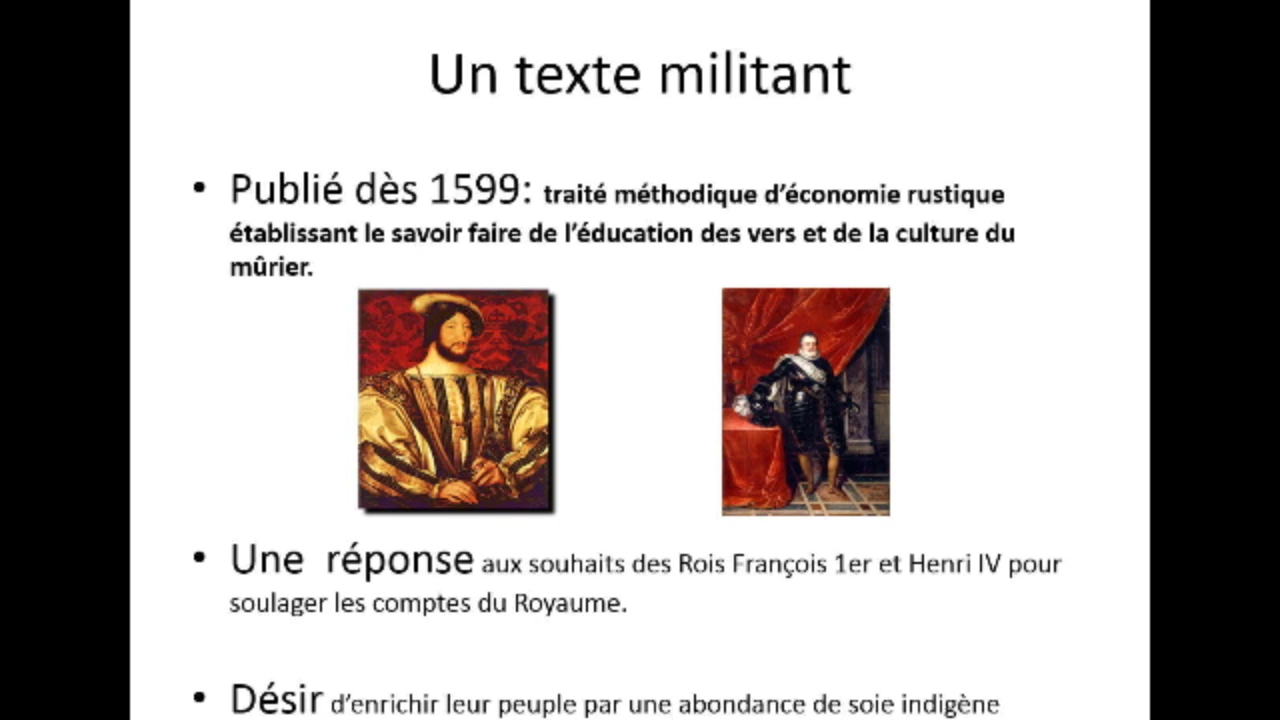 Un texte militant
• Publié dès 1599: traité méthodique d’économie rustique
établissant le savoir faire de l’éducation des vers et de la culture du
mûrier.
• Une réponse aux souhaits des Rois François 1er et Henri IV pour
soulager les comptes du Royaume.
• Désir d’enrichir leur peuple par une abondance de soie indigène